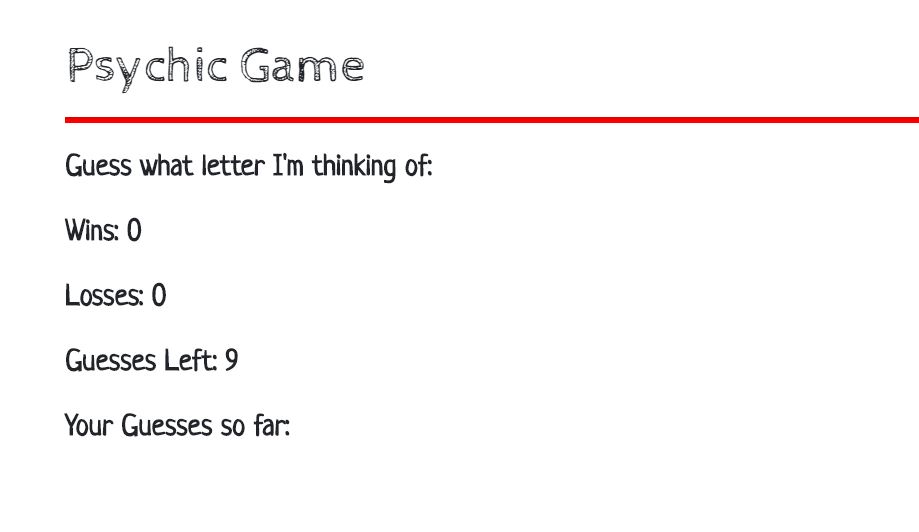 Psychic Game
Guess what letter I'm thinking of:
Wins: 0
Losses: 0
Guesses Left: 9
Your Guesses so far: